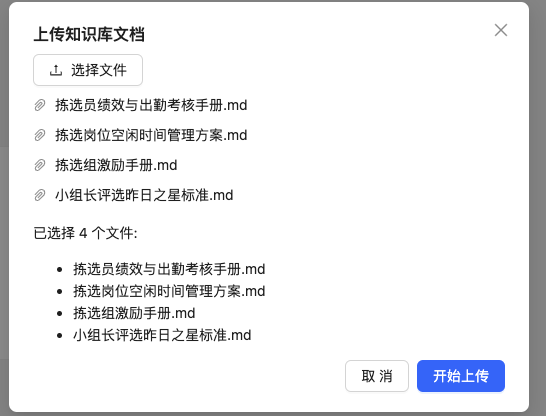 上传知识库文档
选择文件
拣选员绩效与出勤考核手册.md
拣选岗位空闲时间管理方案.md
拣选组激励手册.md
小组长评选昨日之星标准.md
已选择 4 个文件:
• 拣选员绩效与出勤考核手册.md
• 拣选岗位空闲时间管理方案.md
• 拣选组激励手册.md
• 小组长评选昨日之星标准.md
取 消 开始上传